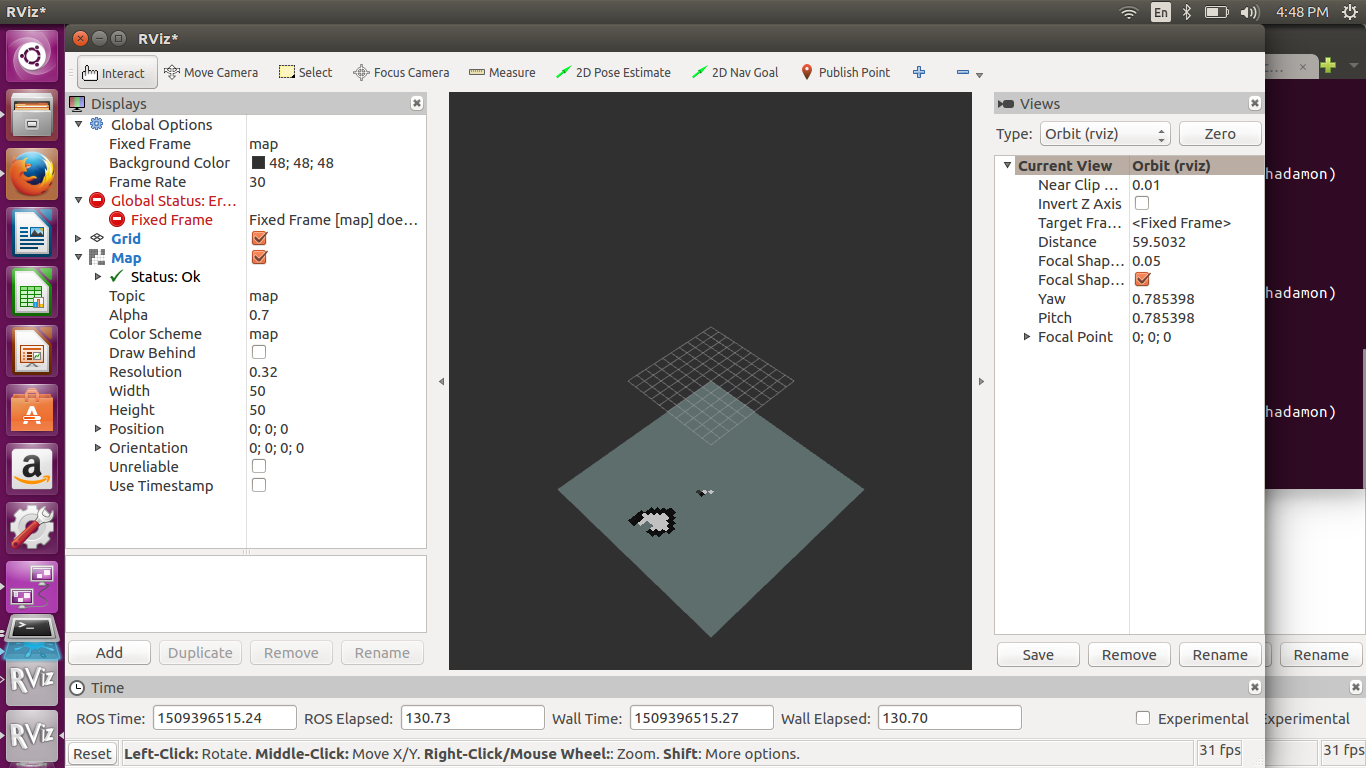 RViz*
En
4:48 PM
RViz*
Interact
Move Camera
Select
Focus Camera
Measure
2D Pose Estimate
2D Nav Goal
Publish Point
Displays
Global Options
Fixed Frame map
Background Color 48; 48; 48
Frame Rate 30
Global Status: Er...
Fixed Frame Fixed Frame [map] doe...
Grid
Map
Status: Ok
Topic map
Alpha 0.7
Color Scheme map
Draw Behind
Resolution 0.32
Width 50
Height 50
Position 0; 0; 0
Orientation 0; 0; 0; 0
Unreliable
Use Timestamp
Add
Duplicate
Remove
Rename
Views
Type: Orbit (rviz) Zero
Current View Orbit (rviz)
Near Clip ... 0.01
Invert Z Axis
Target Fra... <Fixed Frame>
Distance 59.5032
Focal Shap... 0.05
Focal Shap...
Yaw 0.785398
Pitch 0.785398
Focal Point 0; 0; 0
Save
Remove
Rename
Rename
hadamon)
hadamon)
hadamon)
Time
ROS Time: 1509396515.24 ROS Elapsed: 130.73 Wall Time: 1509396515.27 Wall Elapsed: 130.70 Experimental
Experimental
Reset
Left-Click: Rotate. Middle-Click: Move X/Y. Right-Click/Mouse Wheel:: Zoom. Shift: More options.
31 fps
31 fps
RViz
RViz